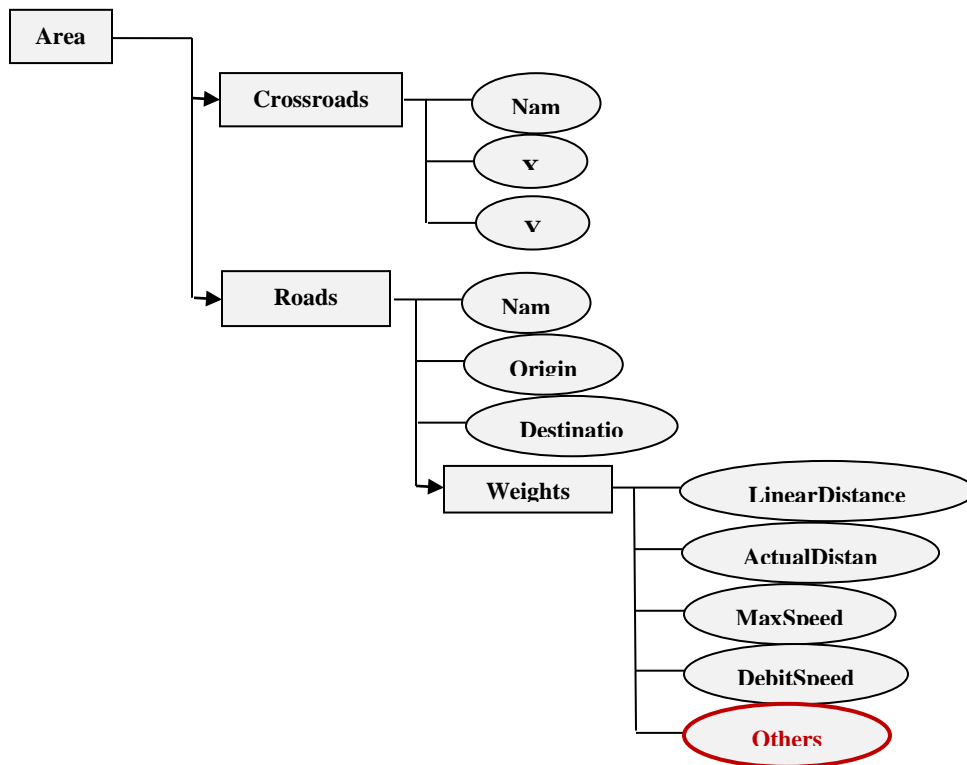 Area
Crossroads
Nam
x
y
Roads
Nam
Origin
Destinatio
Weights
LinearDistance
ActualDistan
MaxSpeed
DebitSpeed
Others